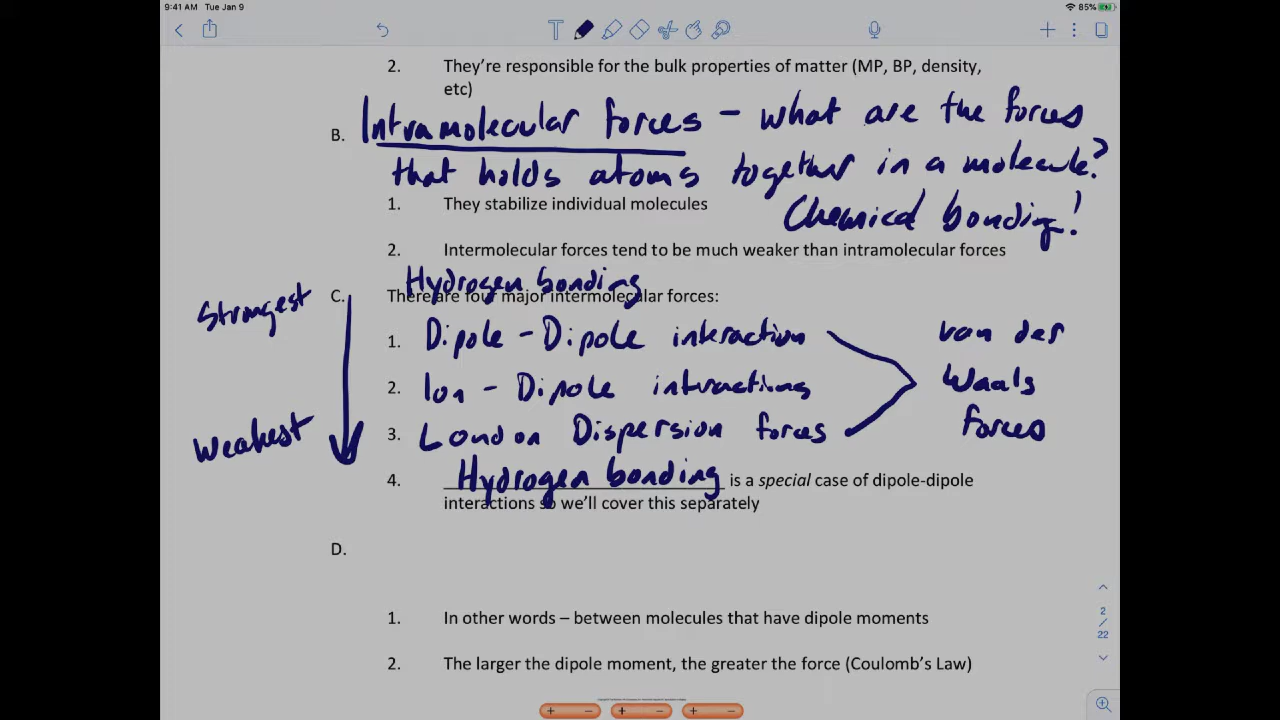 9:41 AM Tue Jan 9
85%
T
2. They're responsible for the bulk properties of matter (MP, BP, density,
etc)
B. Intramolecular forces - what are the forces
that holds atoms together in a molecule?
1. They stabilize individual molecules
Chemical bonding!
2. Intermolecular forces tend to be much weaker than intramolecular forces
Hydrogen bonding
Strongest
C. There are four major intermolecular forces:
1. Dipole - Dipole interaction
van der
2. Ion - Dipole interactions
Waals
Weakest
3. London Dispersion forces
forces
4. Hydrogen bonding is a special case of dipole-dipole
interactions so we'll cover this separately
D.
1. In other words – between molecules that have dipole moments
2. The larger the dipole moment, the greater the force (Coulomb's Law)
2
/
22